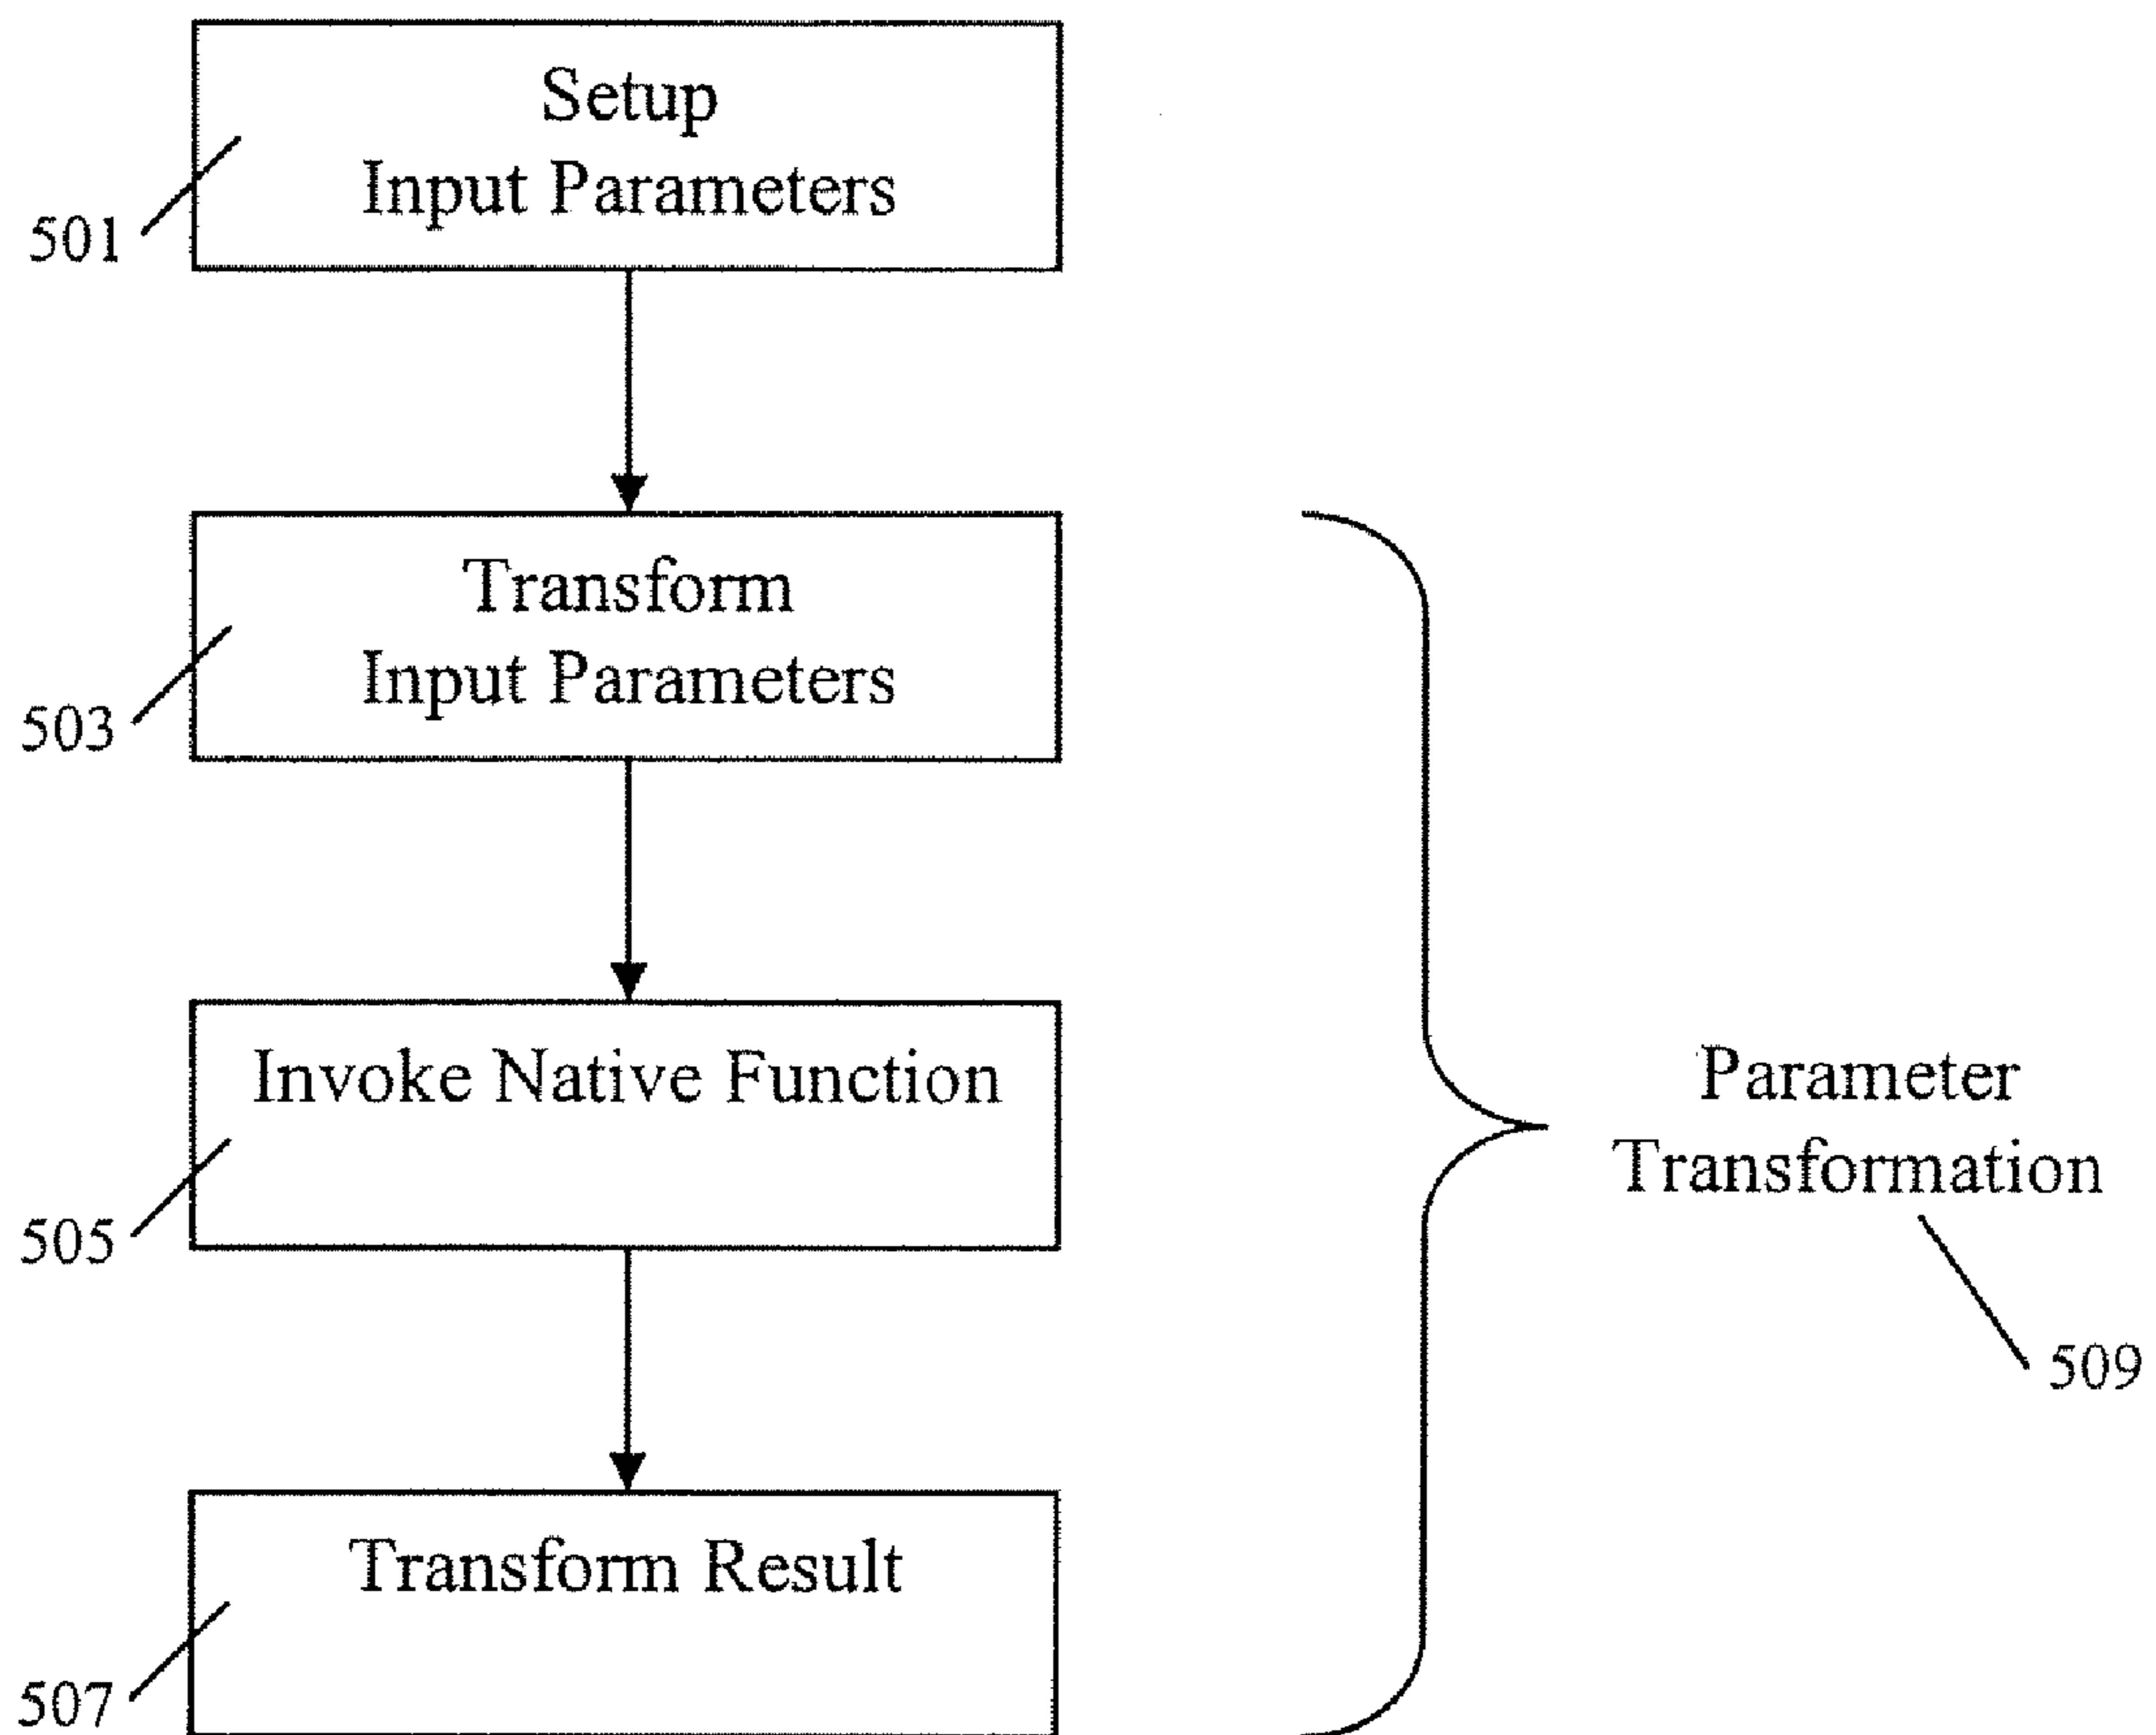 Setup
Input Parameters
501
Transform
Input Parameters
503
Invoke Native Function
505
Transform Result
507
Parameter
Transformation
509